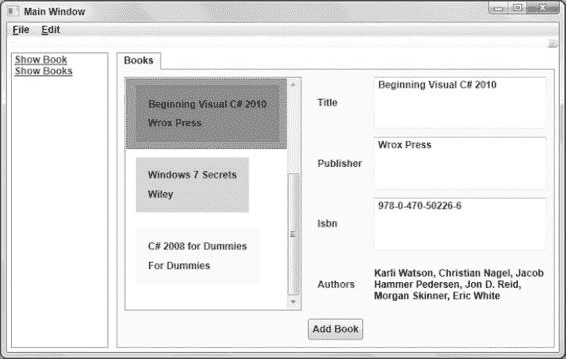 Main Window
File Edit
Show Book
Show Books
Books
Beginning Visual C# 2010
Wrox Press
Windows 7 Secrets
Wiley
C# 2008 for Dummies
For Dummies
Title
Beginning Visual C# 2010
Publisher
Wrox Press
Isbn
978-0-470-50226-6
Authors
Karli Watson, Christian Nagel, Jacob
Hammer Pedersen, Jon D. Reid,
Morgan Skinner, Eric White
Add Book